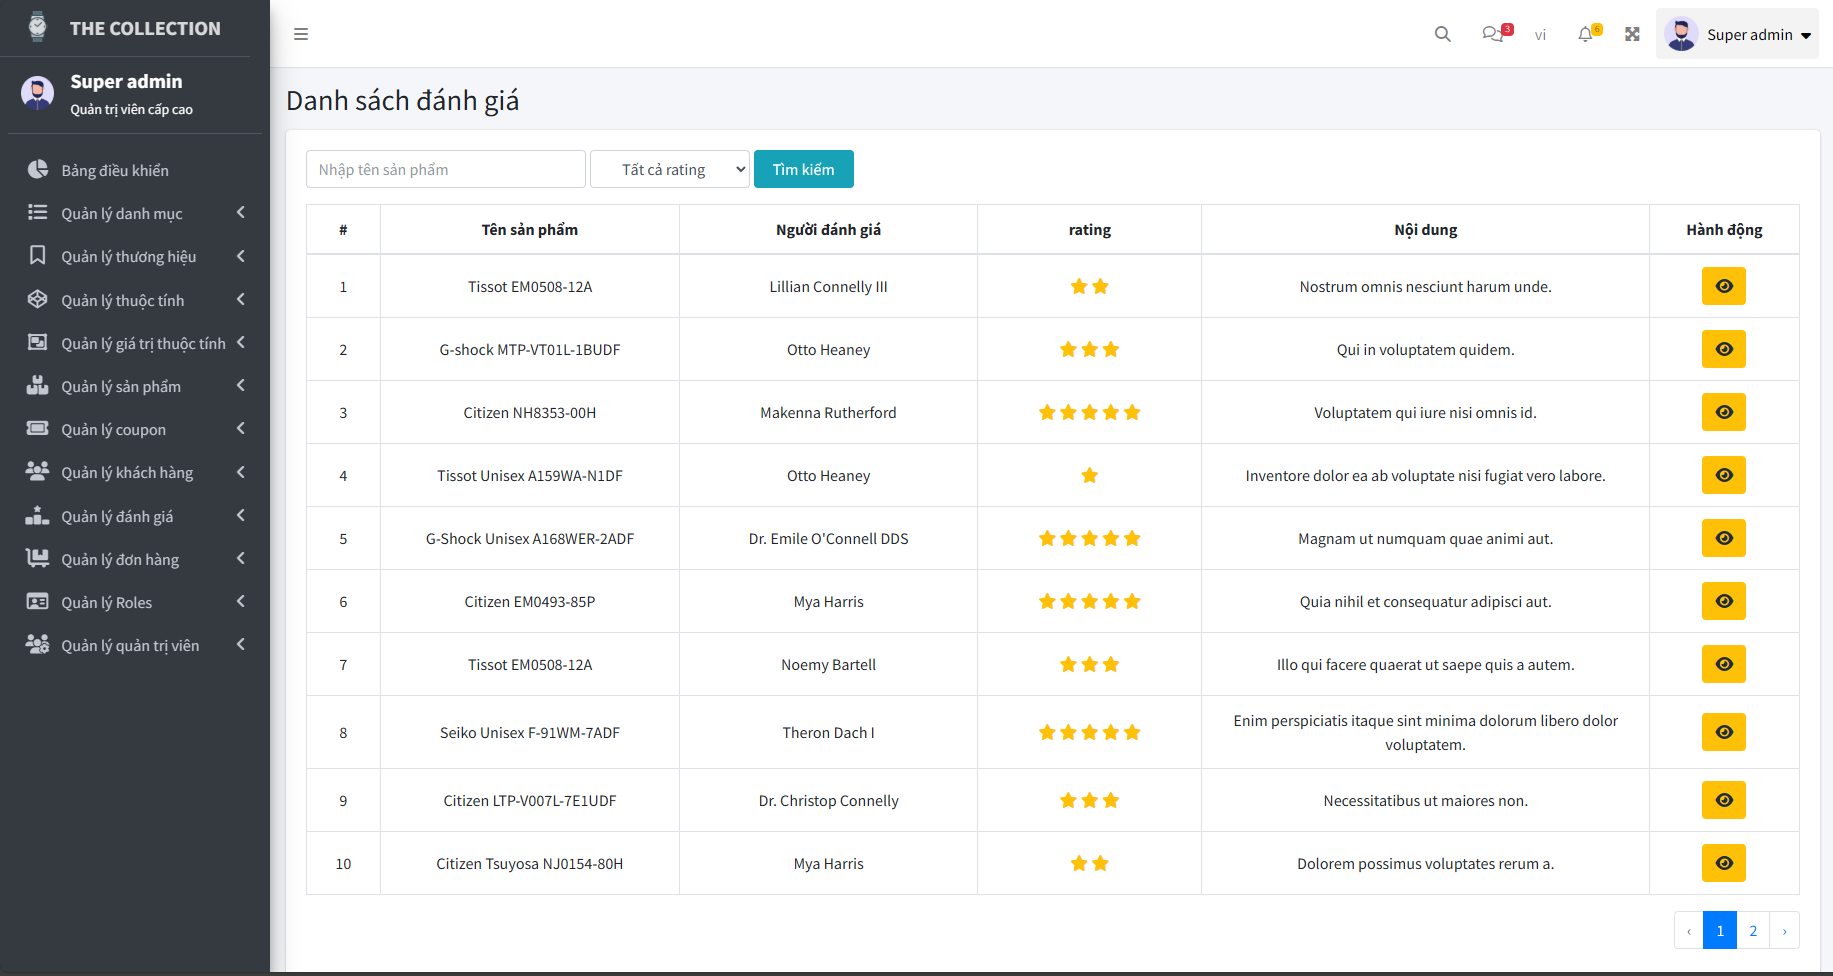 THE COLLECTION
Super admin
Quản trị viên cấp cao
Bảng điều khiển
Quản lý danh mục
Quản lý thương hiệu
Quản lý thuộc tính
Quản lý giá trị thuộc tính
Quản lý sản phẩm
Quản lý coupon
Quản lý khách hàng
Quản lý đánh giá
Quản lý đơn hàng
Quản lý Roles
Quản lý quản trị viên
3 vi 6 Super admin
Danh sách đánh giá
Nhập tên sản phẩm Tất cả rating Tìm kiếm
# Tên sản phẩm Người đánh giá rating Nội dung Hành động
1 Tissot EM0508-12A Lillian Connelly III Nostrum omnis nesciunt harum unde.
2 G-shock MTP-VT01L-1BUDF Otto Heaney Qui in voluptatem quidem.
3 Citizen NH8353-00H Makenna Rutherford Voluptatem qui iure nisi omnis id.
4 Tissot Unisex A159WA-N1DF Otto Heaney Inventore dolor ea ab voluptate nisi fugiat vero labore.
5 G-Shock Unisex A168WER-2ADF Dr. Emile O'Connell DDS Magnam ut numquam quae animi aut.
6 Citizen EM0493-85P Mya Harris Quia nihil et consequatur adipisci aut.
7 Tissot EM0508-12A Noemy Bartell Illo qui facere quaerat ut saepe quis a autem.
8 Seiko Unisex F-91WM-7ADF Theron Dach I Enim perspiciatis itaque sint minima dolorum libero dolor
voluptatem.
9 Citizen LTP-V007L-7E1UDF Dr. Christop Connelly Necessitatibus ut maiores non.
10 Citizen Tsuyosa NJ0154-80H Mya Harris Dolorem possimus voluptates rerum a.
‹ 1 2 ›